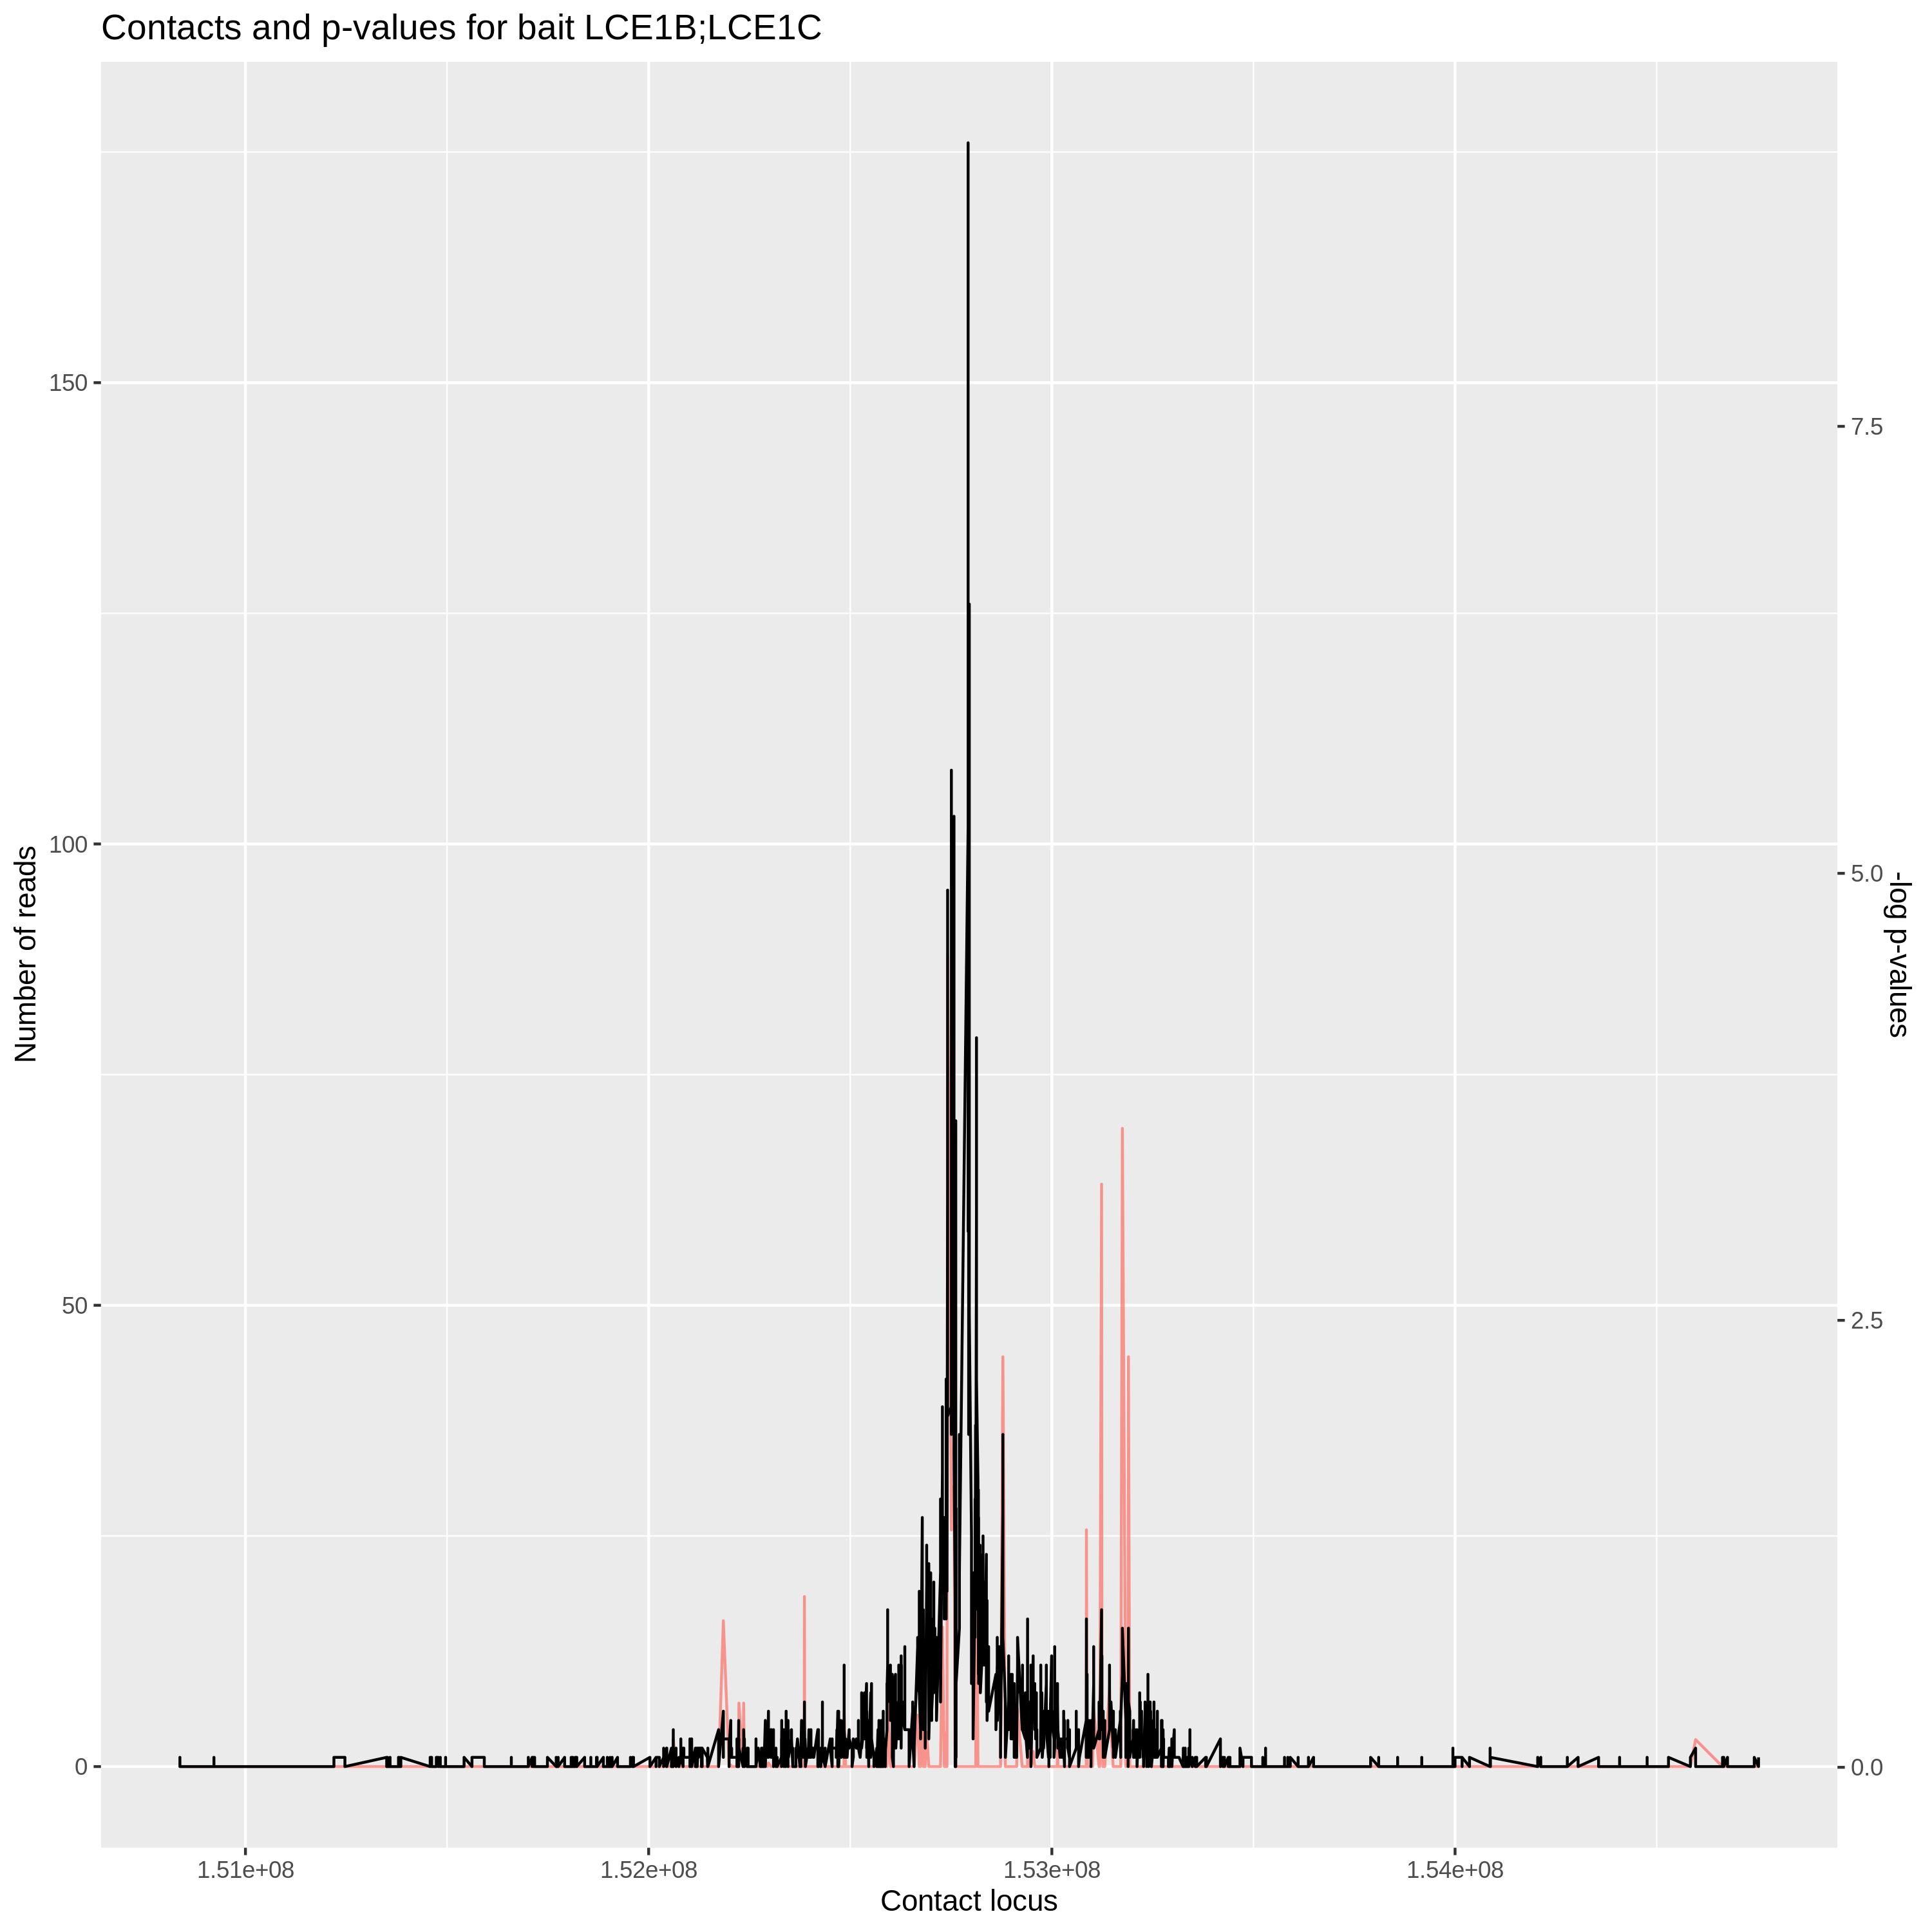 Contacts and p-values for bait LCE1B;LCE1C
Number of reads
150
100
50
0
7.5
5.0
2.5
0.0
-log p-values
1.51e+08
1.52e+08
1.53e+08
1.54e+08
Contact locus